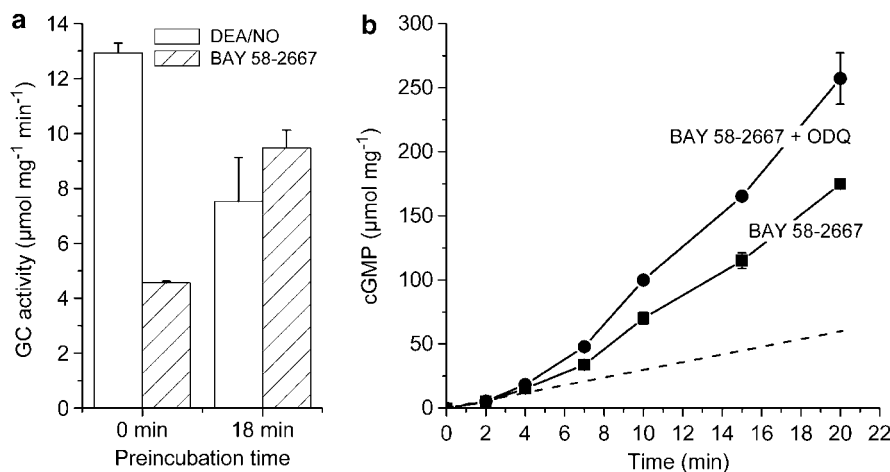 a
14
12
10
8
6
4
2
0
GC activity (µmol mg⁻¹ min⁻¹)
DEA/NO
BAY 58-2667
0 min
18 min
Preincubation time
b
300
250
200
150
100
50
0
cGMP (µmol mg⁻¹)
BAY 58-2667 + ODQ
BAY 58-2667
0 2 4 6 8 10 12 14 16 18 20 22
Time (min)